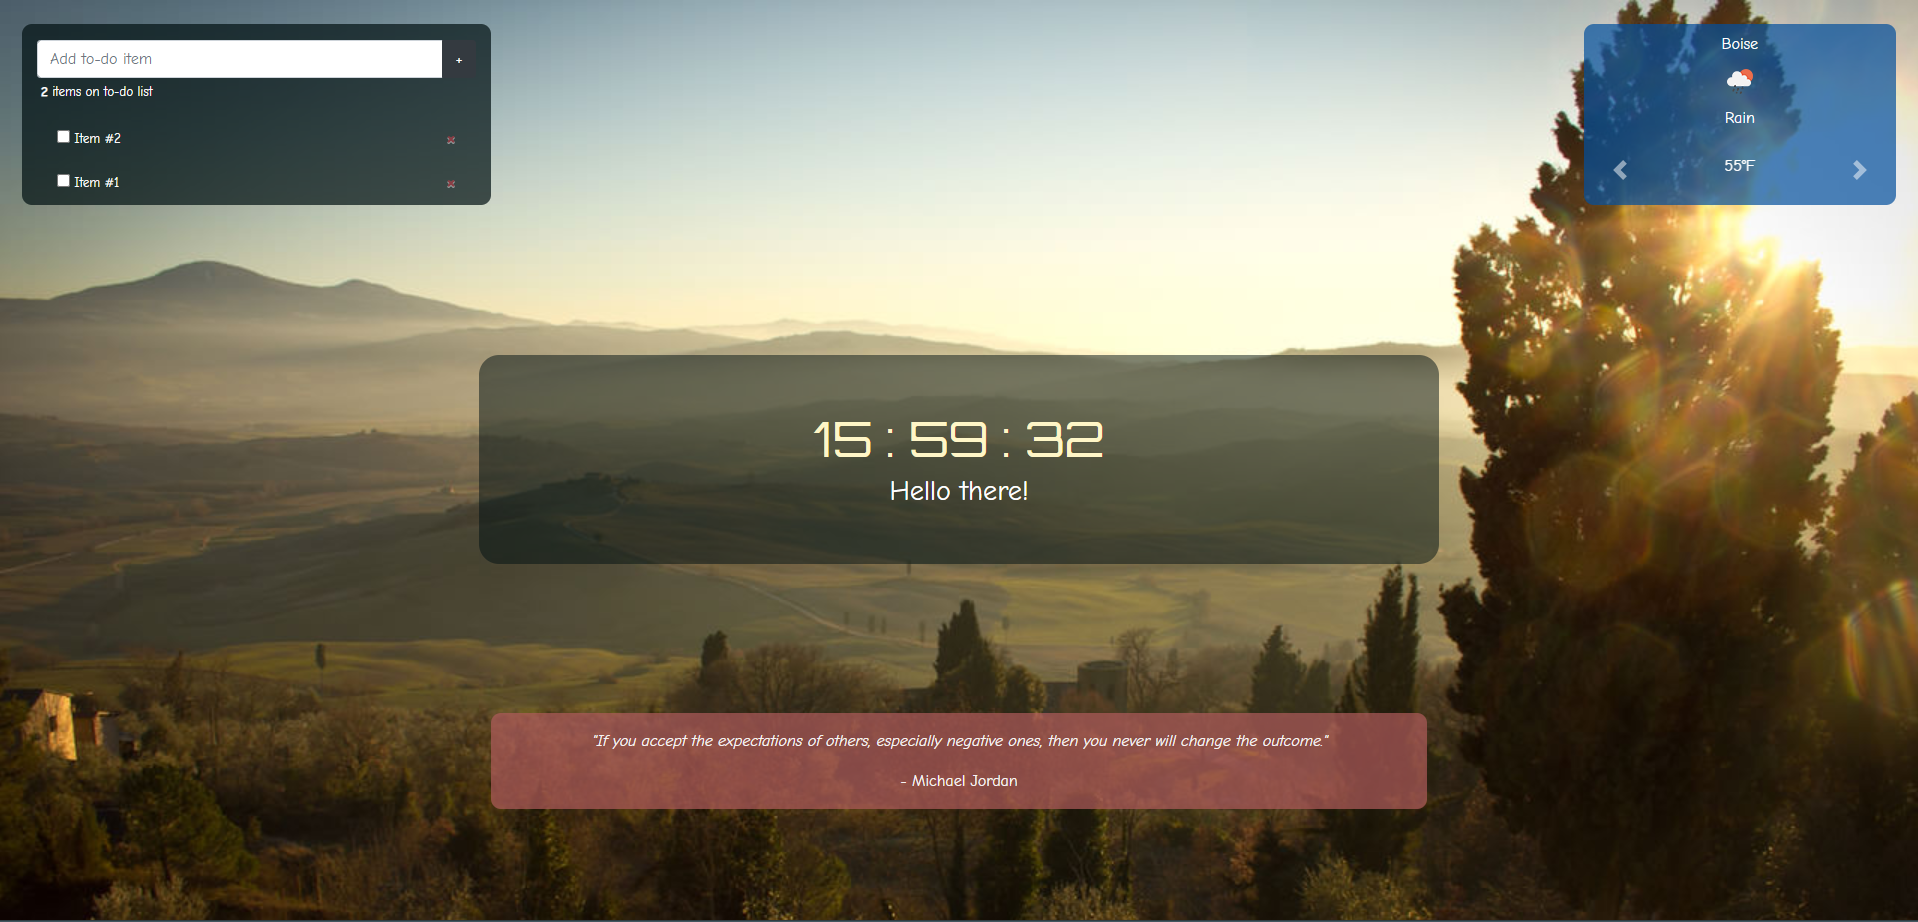 Add to-do item
+
2 items on to-do list
Item #2
Item #1
Boise
Rain
55°F
15 : 59 : 32
Hello there!
"If you accept the expectations of others, especially negative ones, then you never will change the outcome."
- Michael Jordan